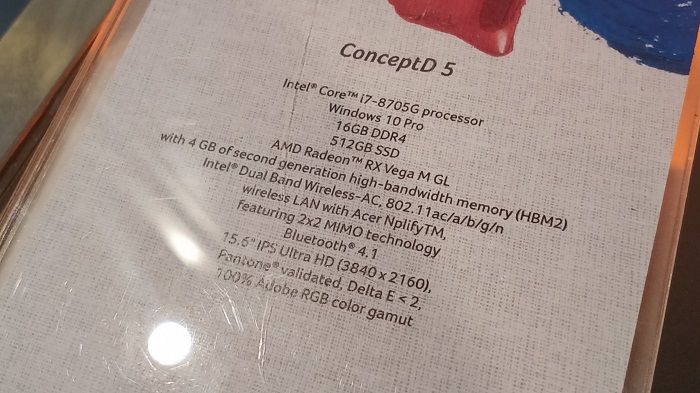 ConceptD 5
Intel® Core™ i7-8705G processor
Windows 10 Pro
16GB DDR4
512GB SSD
AMD Radeon™ RX Vega M GL
with 4 GB of second generation high-bandwidth memory (HBM2)
Intel® Dual Band Wireless-AC, 802.11ac/a/b/g/n
wireless LAN with Acer NplifyTM,
featuring 2x2 MIMO technology
Bluetooth® 4.1
15.6" IPS Ultra HD (3840 x 2160),
Pantone® validated, Delta E < 2,
100% Adobe RGB color gamut